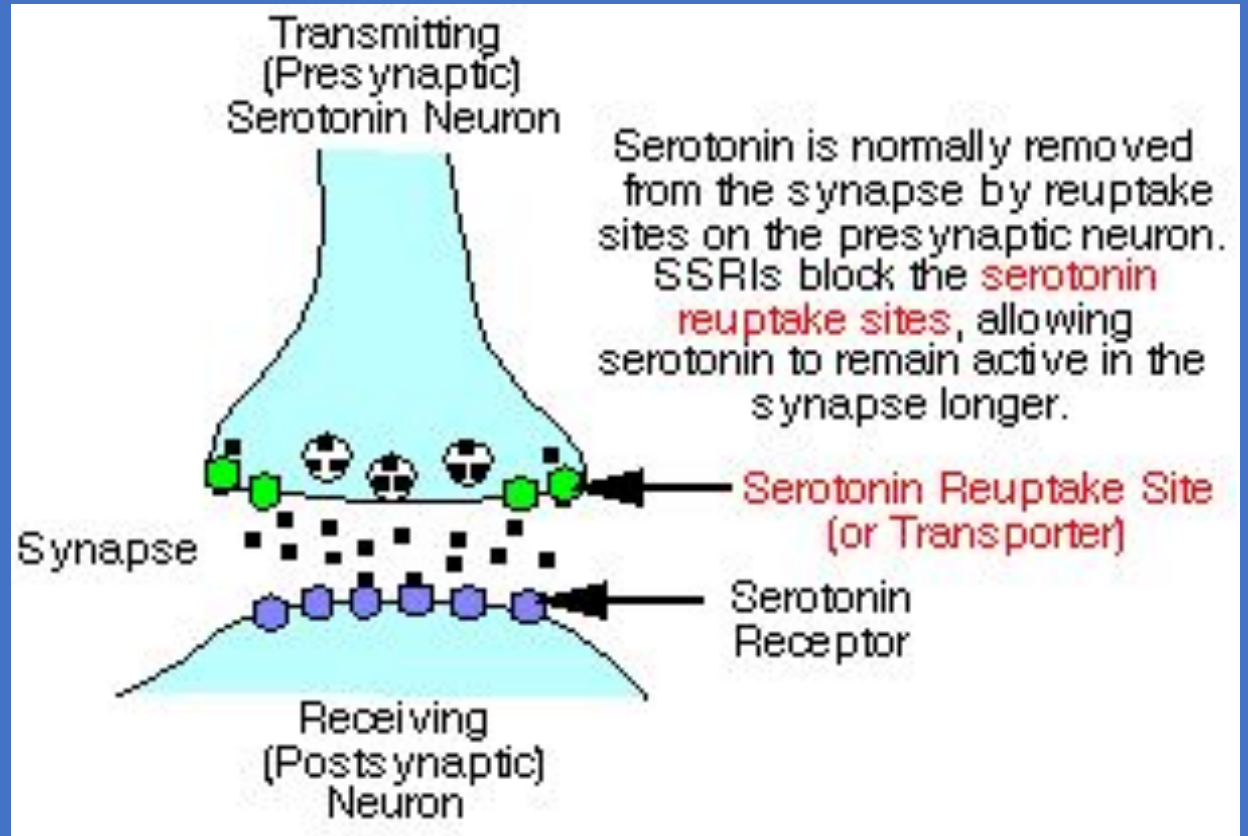 Transmitting
(Presynaptic)
Serotonin Neuron
Serotonin is normally removed
from the synapse by reuptake
sites on the presynaptic neuron.
SSRIs block the serotonin
reuptake sites, allowing
serotonin to remain active in the
synapse longer.
Serotonin Reuptake Site
(or Transporter)
Synapse
Serotonin
Receptor
Receiving
(Postsynaptic)
Neuron